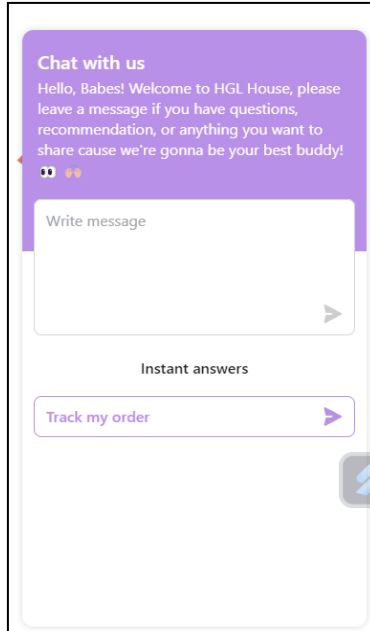 Chat with us
Hello, Babes! Welcome to HGL House, please
leave a message if you have questions,
recommendation, or anything you want to
share cause we're gonna be your best buddy!
👀 🙌🏼
Write message
Instant answers
Track my order